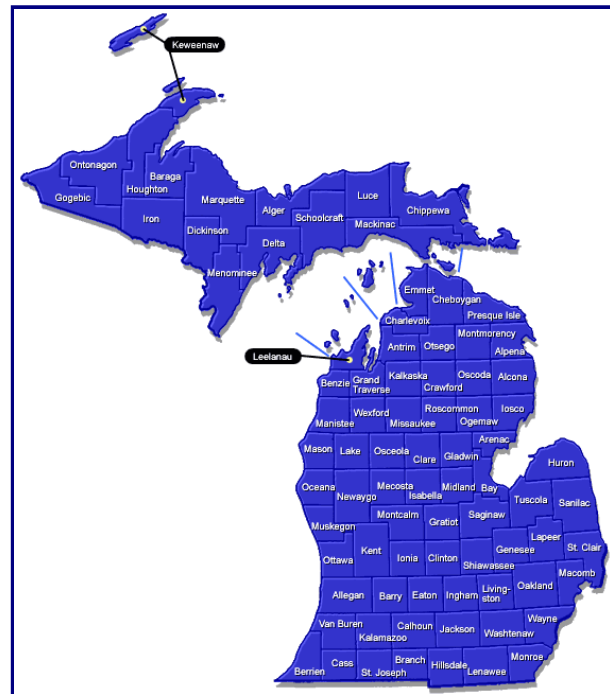 Keweenaw
Ontonagon
Baraga
Houghton
Gogebic
Iron
Marquette
Dickinson
Menominee
Alger
Delta
Schoolcraft
Luce
Mackinac
Chippewa
Emmet
Cheboygan
Presque Isle
Charlevoix
Montmorency
Antrim
Otsego
Alpena
Leelanau
Benzie
Grand
Traverse
Kalkaska
Crawford
Oscoda
Alcona
Manistee
Wexford
Missaukee
Roscommon
Ogemaw
Iosco
Arenac
Mason
Lake
Osceola
Clare
Gladwin
Huron
Oceana
Newaygo
Mecosta
Isabella
Midland
Bay
Tuscola
Sanilac
Muskegon
Montcalm
Gratiot
Saginaw
Lapeer
Genesee
St. Clair
Ottawa
Kent
Ionia
Clinton
Shiawassee
Macomb
Allegan
Barry
Eaton
Ingham
Living-
ston
Oakland
Van Buren
Kalamazoo
Calhoun
Jackson
Washtenaw
Wayne
Berrien
Cass
St. Joseph
Branch
Hillsdale
Lenawee
Monroe